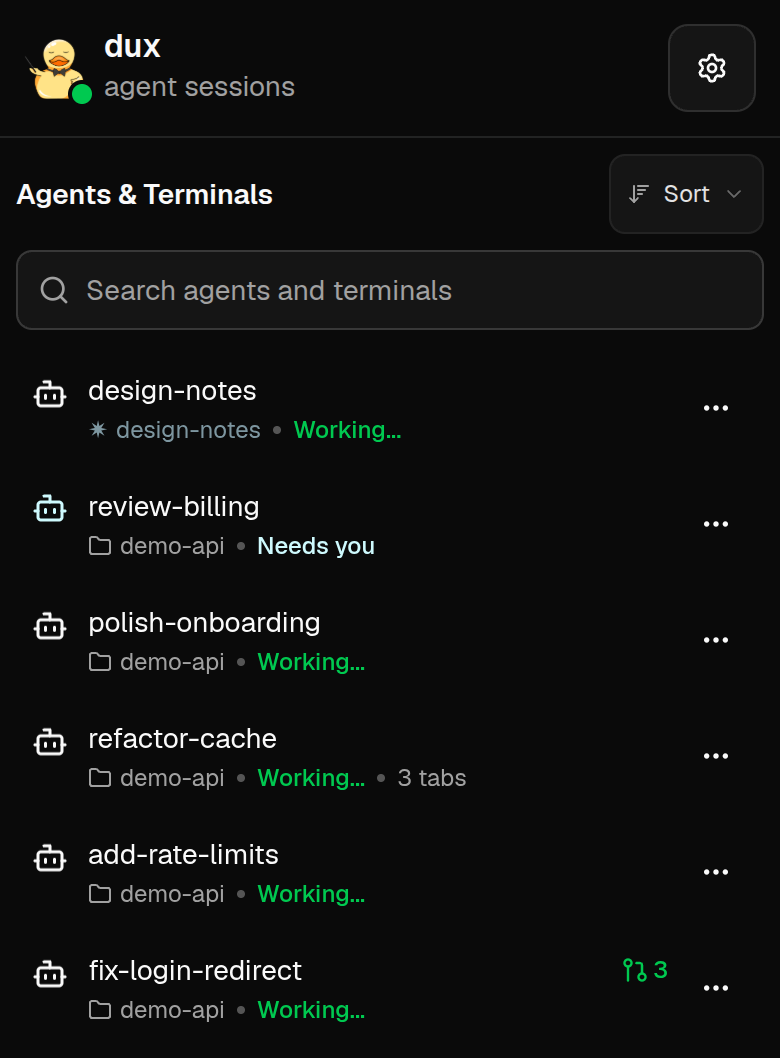 dux
agent sessions
Agents & Terminals
Sort
Search agents and terminals
design-notes
design-notes • Working...
review-billing
demo-api • Needs you
polish-onboarding
demo-api • Working...
refactor-cache
demo-api • Working... • 3 tabs
add-rate-limits
demo-api • Working...
fix-login-redirect 3
demo-api • Working...